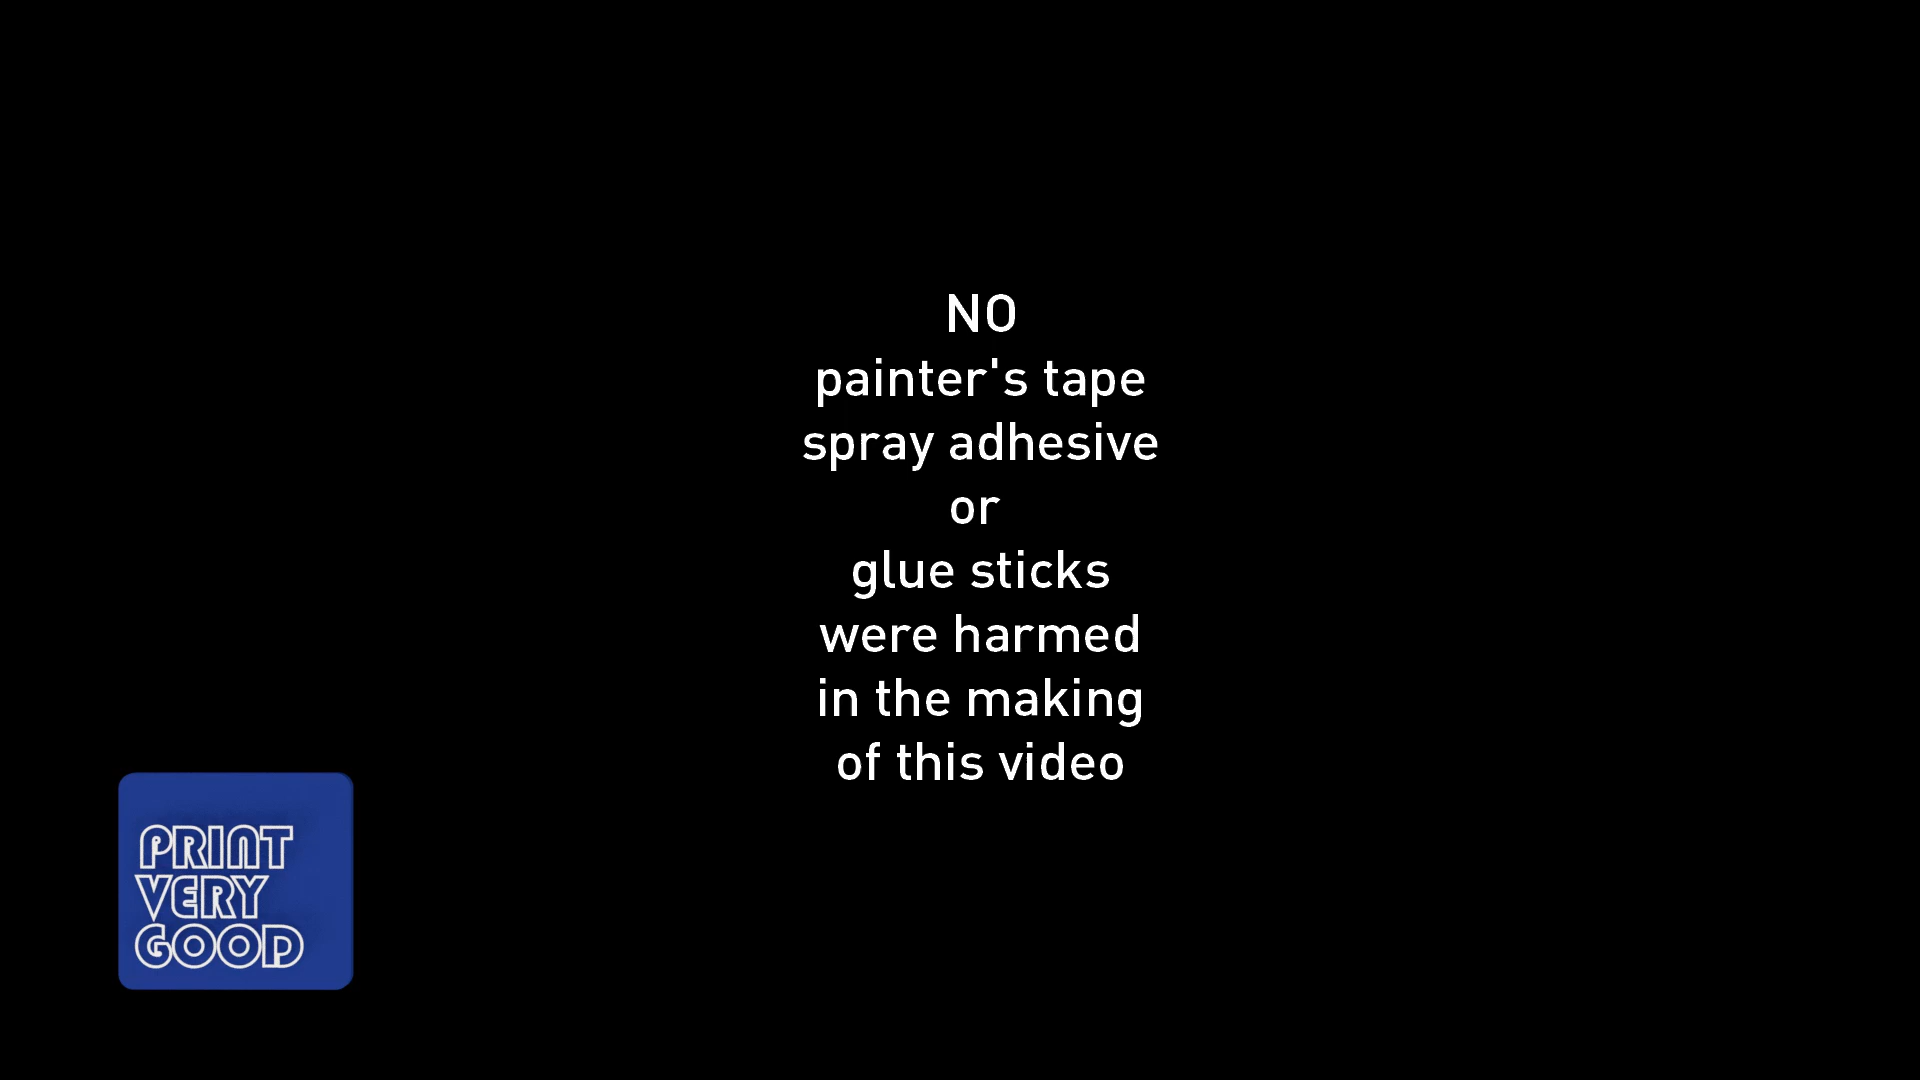 NO
painter's tape
spray adhesive
or
glue sticks
were harmed
in the making
of this video
PRINT
VERY
GOOD